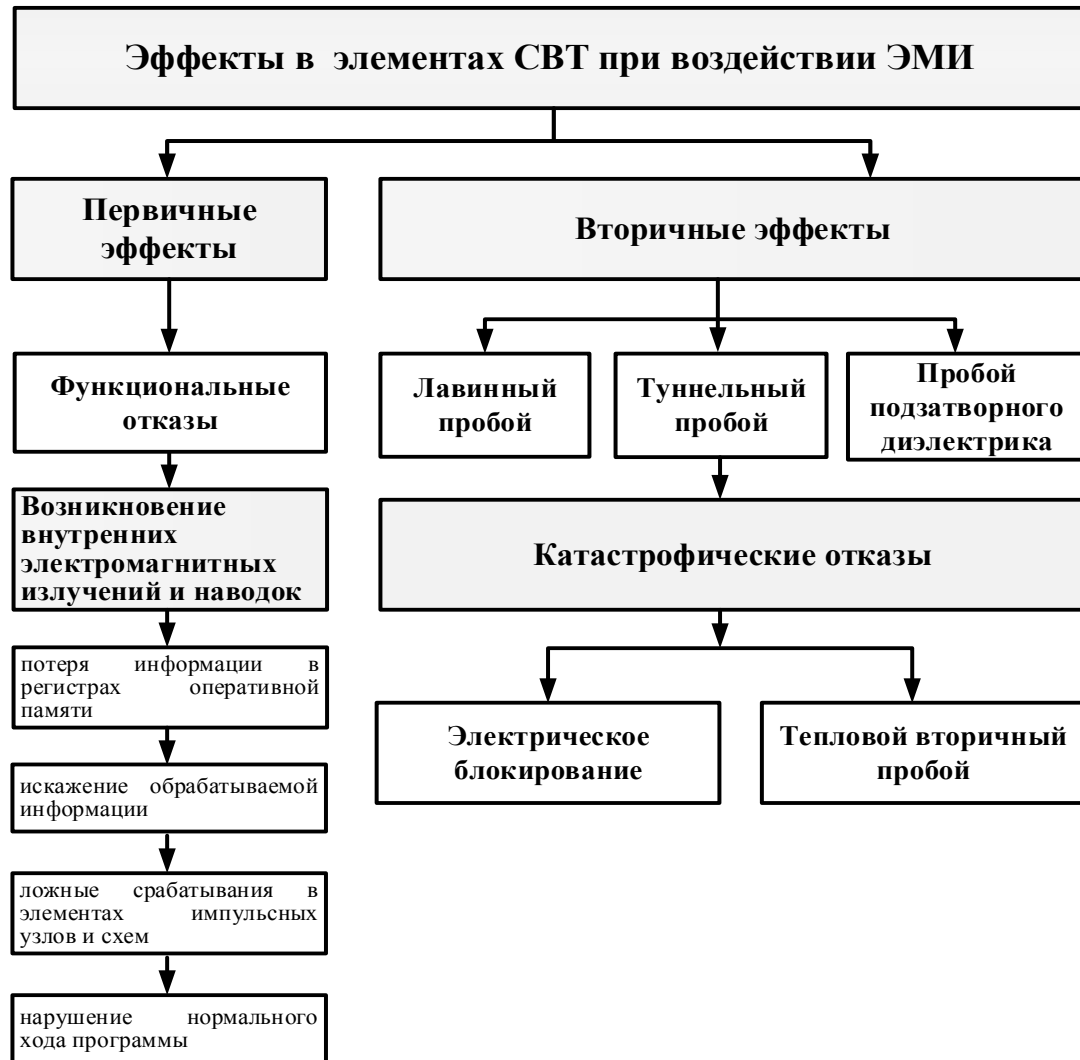 Эффекты в элементах СВТ при воздействии ЭМИ
Первичные
эффекты
Вторичные эффекты
Функциональные
отказы
Лавинный
пробой
Туннельный
пробой
Пробой
подзатворного
диэлектрика
Возникновение
внутренних
электромагнитных
излучений и наводок
Катастрофические отказы
потеря информации в
регистрах оперативной
памяти
Электрическое
блокирование
Тепловой вторичный
пробой
искажение обрабатываемой
информации
ложные срабатывания в
элементах импульсных
узлов и схем
нарушение нормального
хода программы